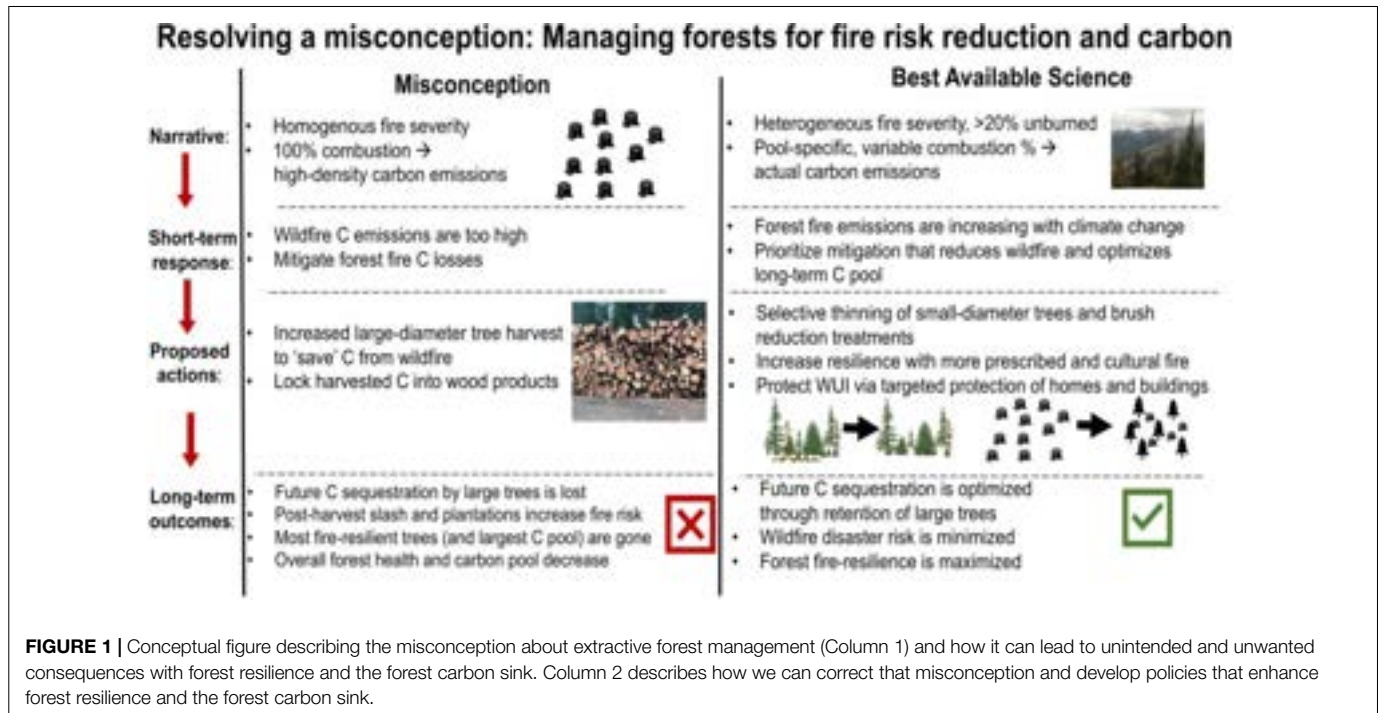 Resolving a misconception: Managing forests for fire risk reduction and carbon
Misconception
Best Available Science
Narrative:
• Homogenous fire severity
• 100% combustion →
high-density carbon emissions
• Heterogeneous fire severity, >20% unburned
• Pool-specific, variable combustion % →
actual carbon emissions
Short-term
response:
• Wildfire C emissions are too high
• Mitigate forest fire C losses
• Forest fire emissions are increasing with climate change
• Prioritize mitigation that reduces wildfire and optimizes
long-term C pool
Proposed
actions:
• Increased large-diameter tree harvest
to 'save' C from wildfire
• Lock harvested C into wood products
• Selective thinning of small-diameter trees and brush
reduction treatments
• Increase resilience with more prescribed and cultural fire
• Protect WUI via targeted protection of homes and buildings
Long-term
outcomes:
• Future C sequestration by large trees is lost
• Post-harvest slash and plantations increase fire risk
• Most fire-resilient trees (and largest C pool) are gone
• Overall forest health and carbon pool decrease
• Future C sequestration is optimized
through retention of large trees
• Wildfire disaster risk is minimized
• Forest fire-resilience is maximized
FIGURE 1 | Conceptual figure describing the misconception about extractive forest management (Column 1) and how it can lead to unintended and unwanted
consequences with forest resilience and the forest carbon sink. Column 2 describes how we can correct that misconception and develop policies that enhance
forest resilience and the forest carbon sink.